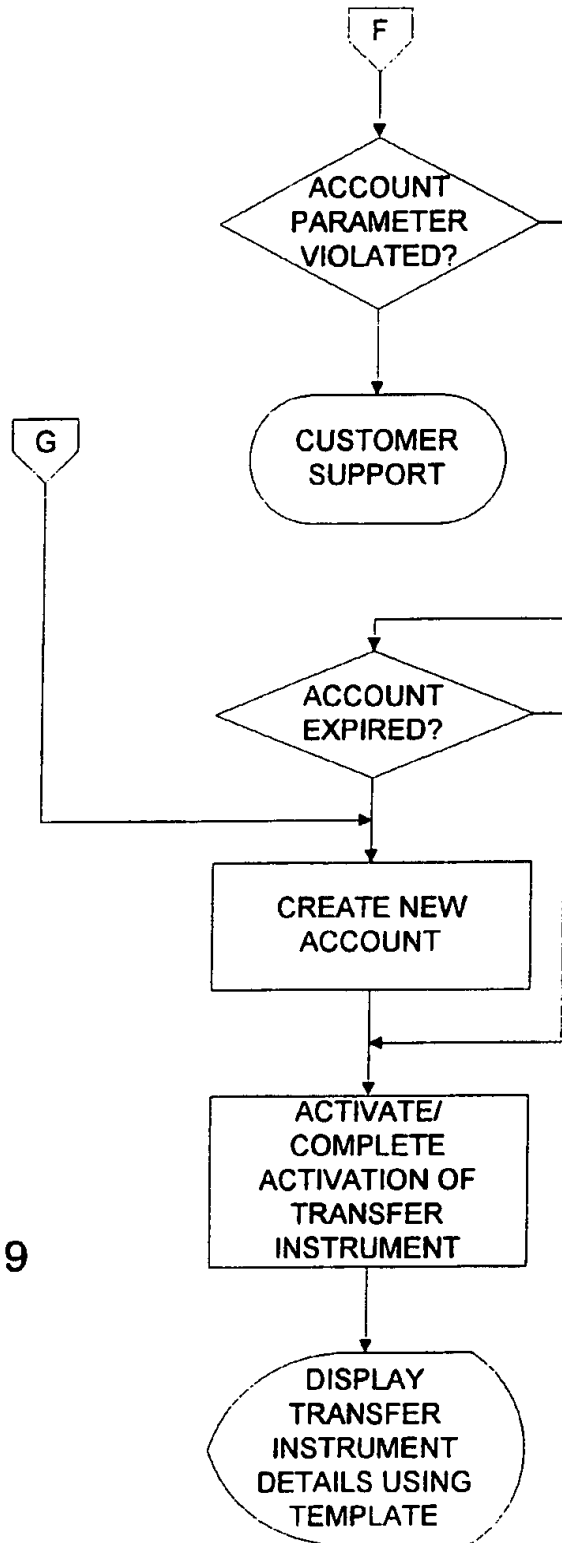 F
ACCOUNT
PARAMETER
VIOLATED?
G
CUSTOMER
SUPPORT
ACCOUNT
EXPIRED?
CREATE NEW
ACCOUNT
ACTIVATE/
COMPLETE
ACTIVATION OF
TRANSFER
INSTRUMENT
9
DISPLAY
TRANSFER
INSTRUMENT
DETAILS USING
TEMPLATE